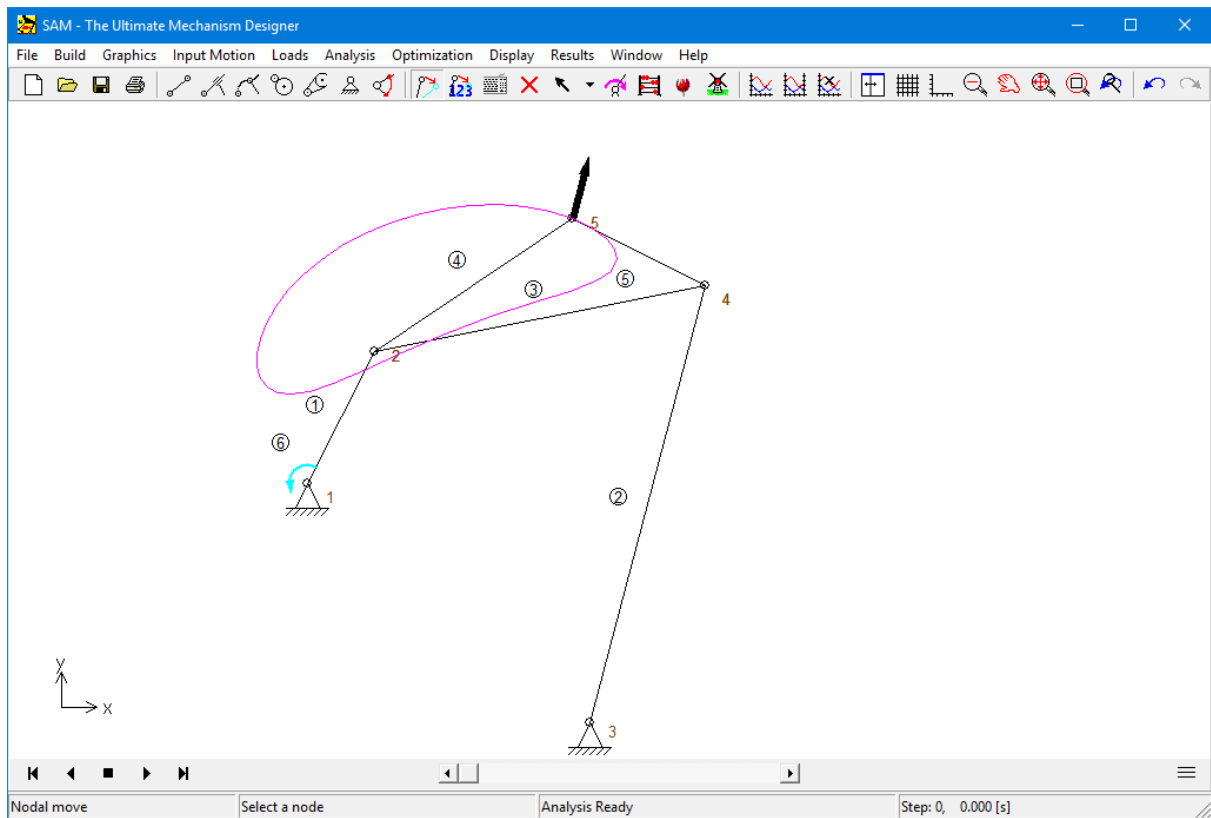 SAM - The Ultimate Mechanism Designer
File Build Graphics Input Motion Loads Analysis Optimization Display Results Window Help
123
5
4
3
5
4
2
1
6
1
2
3
y
x
Nodal move Select a node Analysis Ready Step: 0, 0.000 [s]